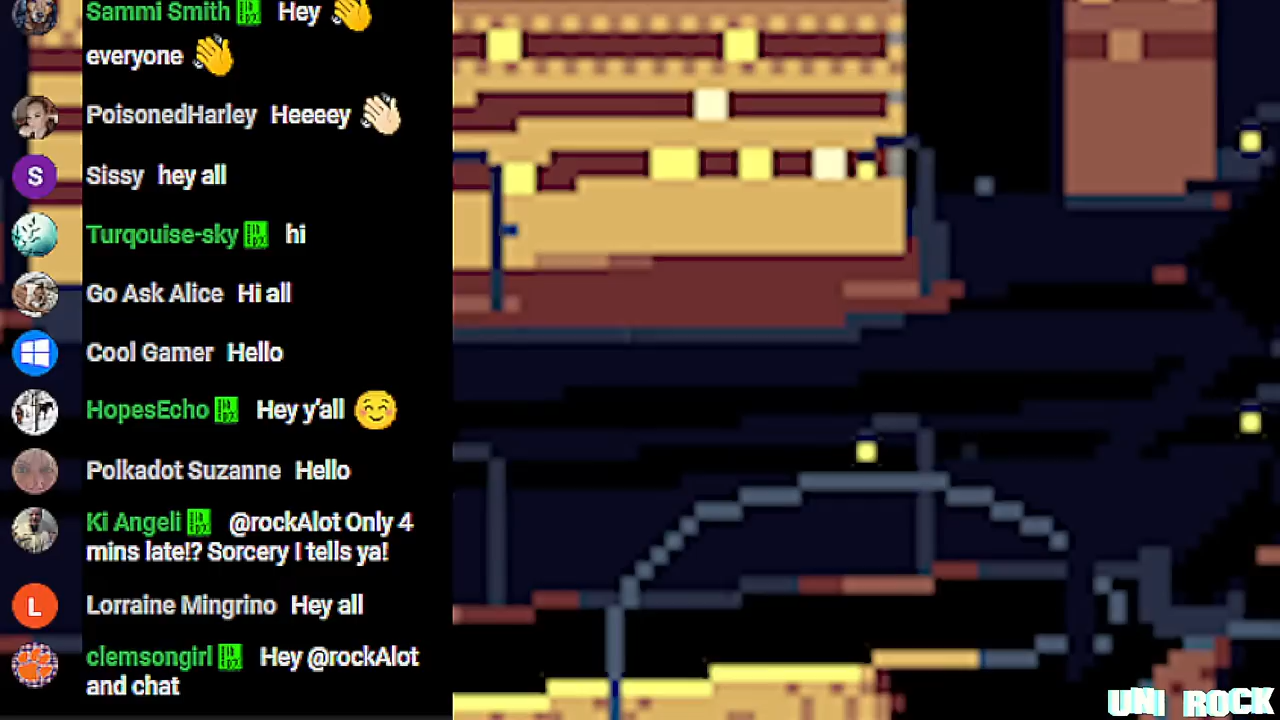 Sammi Smith Hey 👋
everyone 👋
PoisonedHarley Heeeey 👋🏻
S Sissy hey all
Turqouise-sky hi
Go Ask Alice Hi all
Cool Gamer Hello
HopesEcho Hey y'all ☺️
Polkadot Suzanne Hello
Ki Angeli @rockAlot Only 4
mins late!? Sorcery I tells ya!
L Lorraine Mingrino Hey all
clemsongirl Hey @rockAlot
and chat
UNI ROCK